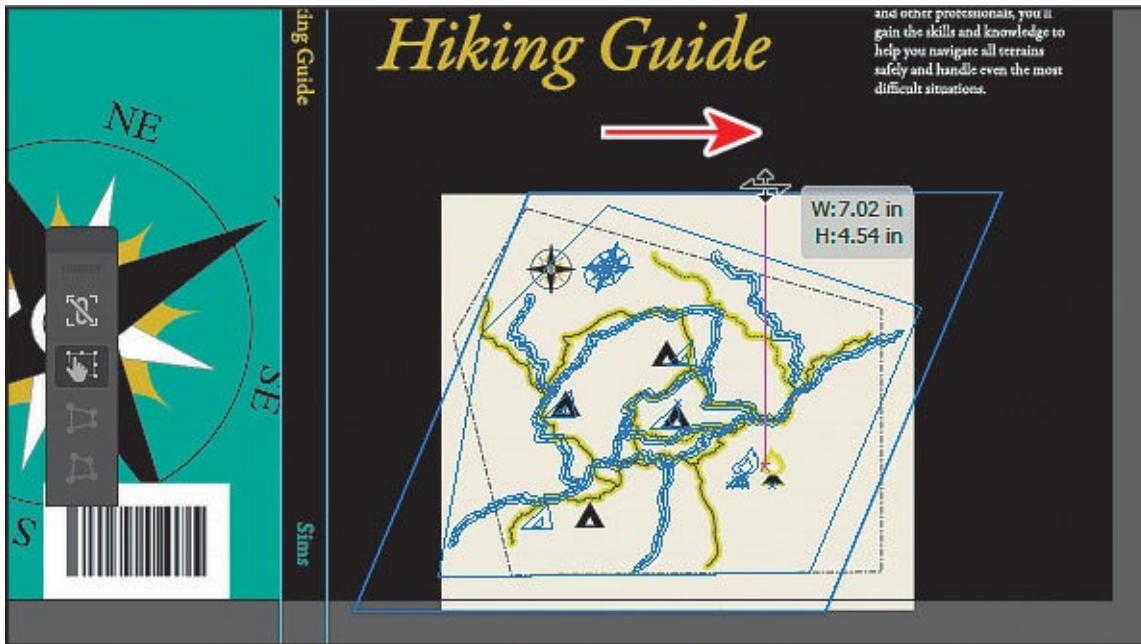 NE
SE
S
king Guide
Sims
Hiking Guide
and other professionals, you'll
gain the skills and knowledge to
help you navigate all terrains
safely and handle even the most
difficult situations.
W:7.02 in
H:4.54 in